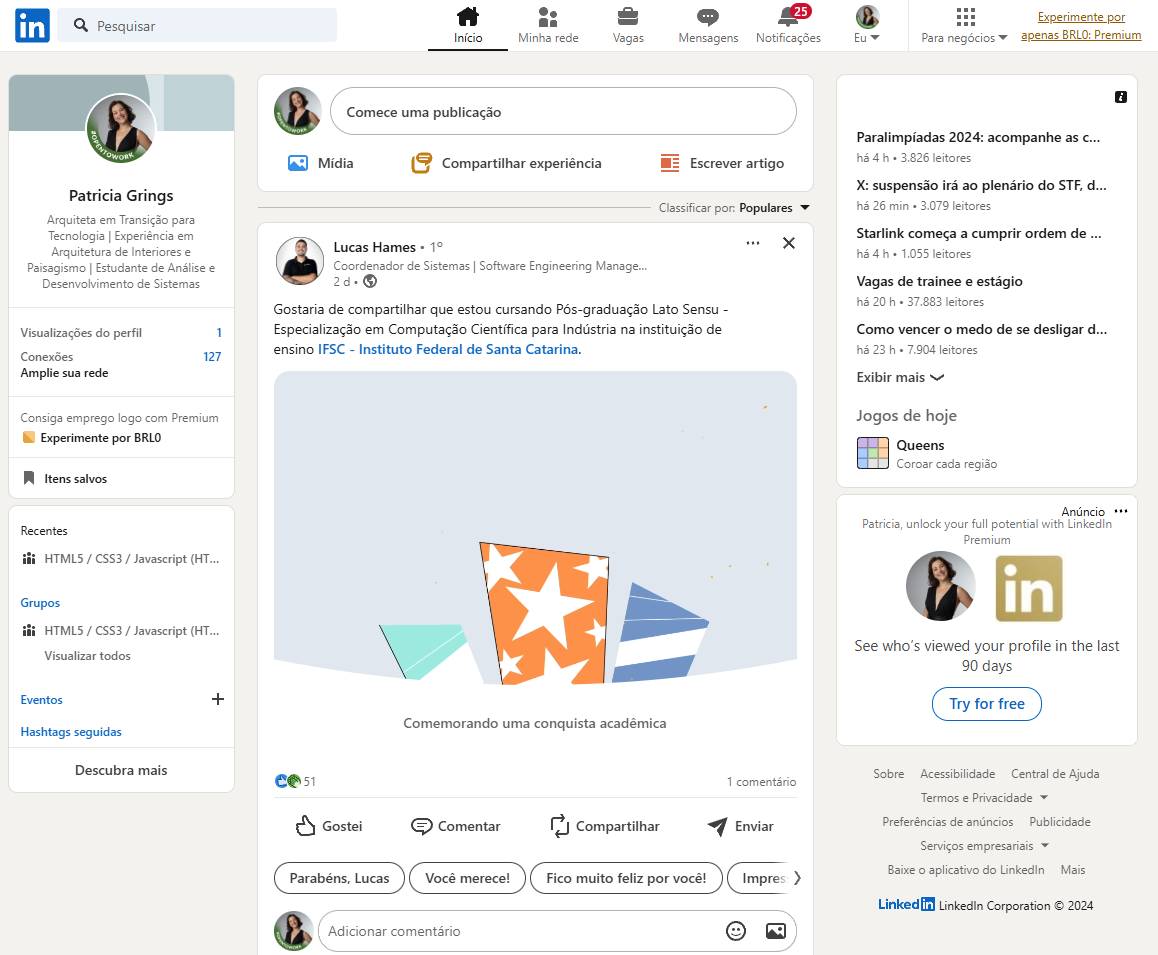 in
Pesquisar
Início
Minha rede
Vagas
Mensagens
25
Notificações
Eu
Para negócios
Experimente por
apenas BRL0: Premium
#OPENTOWORK
Patricia Grings
Arquiteta em Transição para
Tecnologia | Experiência em
Arquitetura de Interiores e
Paisagismo | Estudante de Análise e
Desenvolvimento de Sistemas
Visualizações do perfil 1
Conexões 127
Amplie sua rede
Consiga emprego logo com Premium
Experimente por BRL0
Itens salvos
Recentes
HTML5 / CSS3 / Javascript (HT...
Grupos
HTML5 / CSS3 / Javascript (HT...
Visualizar todos
Eventos
Hashtags seguidas
Descubra mais
Comece uma publicação
Mídia
Compartilhar experiência
Escrever artigo
Classificar por: Populares
Lucas Hames • 1º
Coordenador de Sistemas | Software Engineering Manage...
2 d •
Gostaria de compartilhar que estou cursando Pós-graduação Lato Sensu -
Especialização em Computação Científica para Indústria na instituição de
ensino IFSC - Instituto Federal de Santa Catarina.
Comemorando uma conquista acadêmica
51
1 comentário
Gostei
Comentar
Compartilhar
Enviar
Parabéns, Lucas
Você merece!
Fico muito feliz por você!
Impres
Adicionar comentário
Paralimpíadas 2024: acompanhe as c...
há 4 h • 3.826 leitores
X: suspensão irá ao plenário do STF, d...
há 26 min • 3.079 leitores
Starlink começa a cumprir ordem de ...
há 4 h • 1.055 leitores
Vagas de trainee e estágio
há 20 h • 37.883 leitores
Como vencer o medo de se desligar d...
há 23 h • 7.904 leitores
Exibir mais
Jogos de hoje
Queens
Coroar cada região
Anúncio
Patricia, unlock your full potential with LinkedIn
Premium
in
See who's viewed your profile in the last
90 days
Try for free
Sobre Acessibilidade Central de Ajuda
Termos e Privacidade
Preferências de anúncios Publicidade
Serviços empresariais
Baixe o aplicativo do LinkedIn Mais
LinkedIn LinkedIn Corporation © 2024